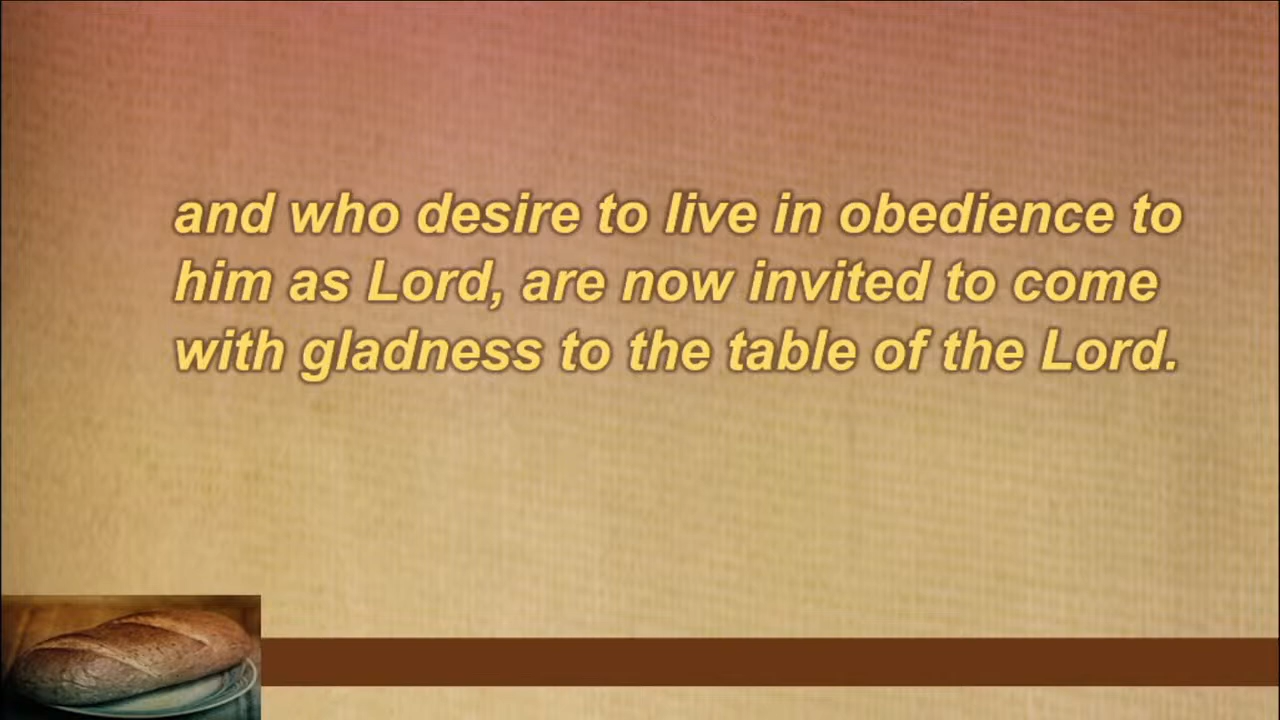 and who desire to live in obedience to
him as Lord, are now invited to come
with gladness to the table of the Lord.